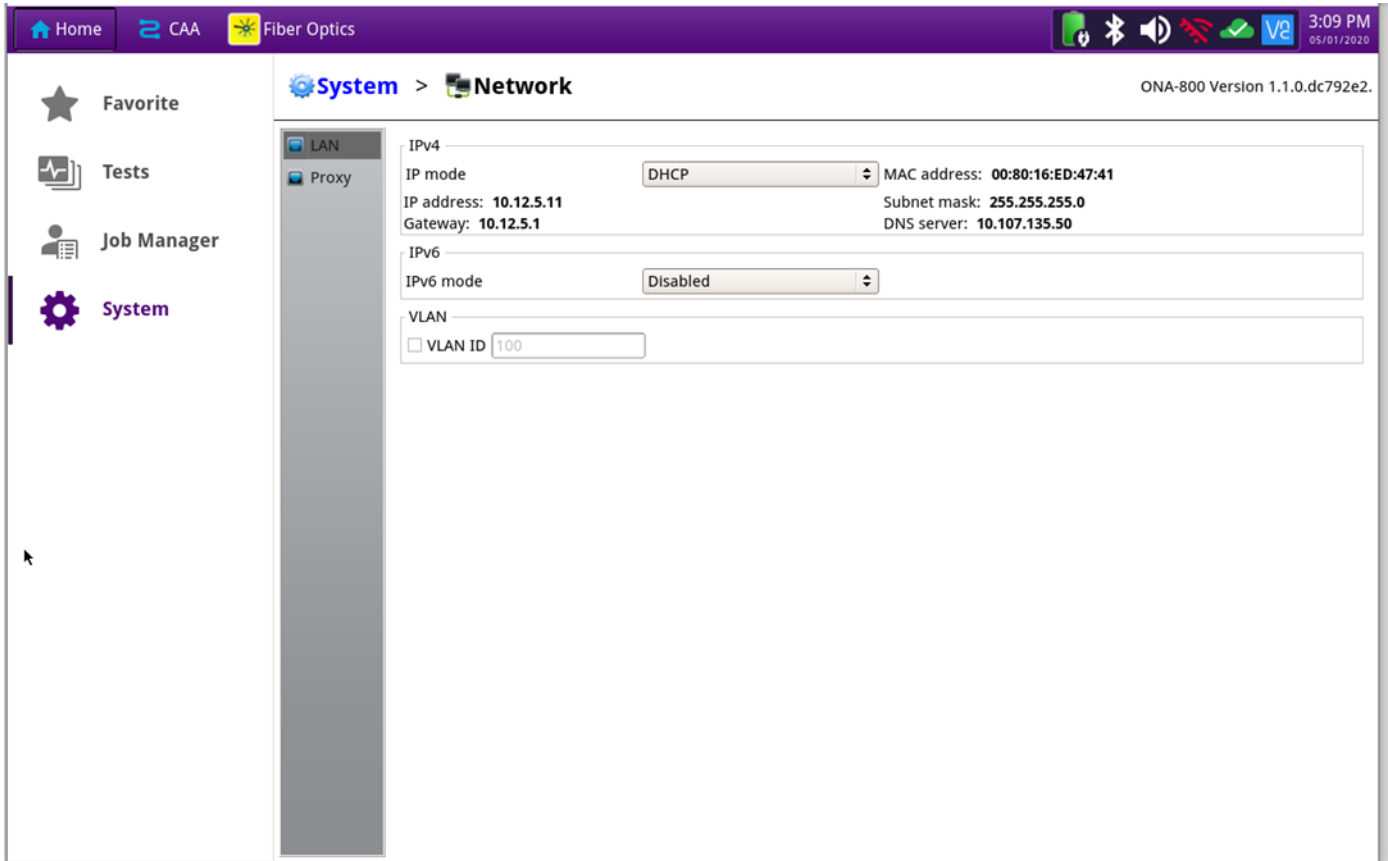 Home CAA Fiber Optics V2 3:09 PM
05/01/2020
System > Network ONA-800 Version 1.1.0.dc792e2.
Favorite
Tests
Job Manager
System
LAN
Proxy
IPv4
IP mode DHCP MAC address: 00:80:16:ED:47:41
IP address: 10.12.5.11 Subnet mask: 255.255.255.0
Gateway: 10.12.5.1 DNS server: 10.107.135.50
IPv6
IPv6 mode Disabled
VLAN
VLAN ID 100